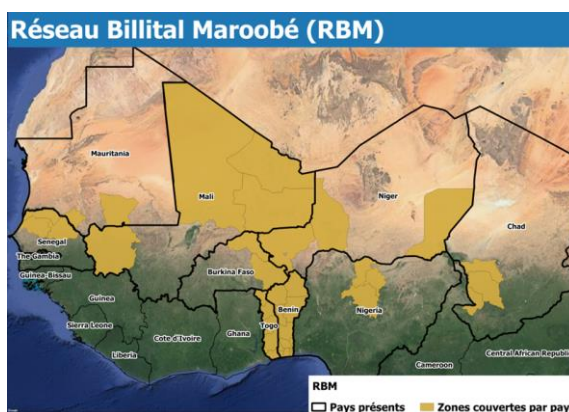 Réseau Billital Maroobé (RBM)
Mauritania
Mali
Niger
Chad
Senegal
The Gambia
Guinea-Bissau
Burkina Faso
Guinea
Benin
Nigeria
Togo
Sierra Leone
Cote d'Ivoire
Ghana
Liberia
Cameroon
Central African Republic
RBM
Pays présents
Zones couvertes par pay